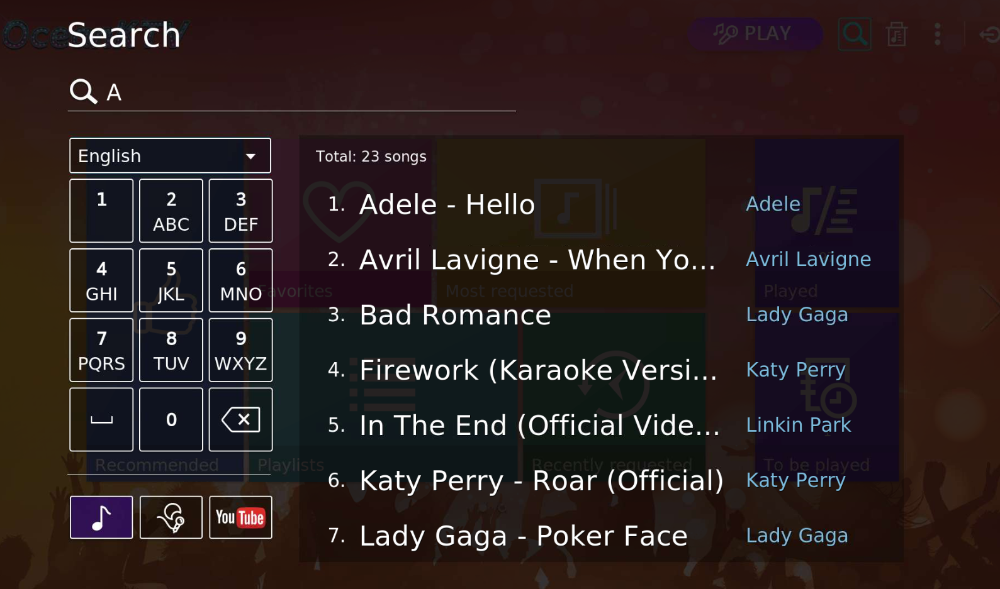 Search
PLAY
A
English
1
2
ABC
3
DEF
4
GHI
5
JKL
6
MNO
7
PQRS
8
TUV
9
WXYZ
0
YouTube
Total: 23 songs
1. Adele - Hello Adele
2. Avril Lavigne - When Yo... Avril Lavigne
3. Bad Romance Lady Gaga
4. Firework (Karaoke Versi... Katy Perry
5. In The End (Official Vide... Linkin Park
6. Katy Perry - Roar (Official) Katy Perry
7. Lady Gaga - Poker Face Lady Gaga
Favorites
Most requested
Played
Recommended
Playlists
Recently requested
To be played